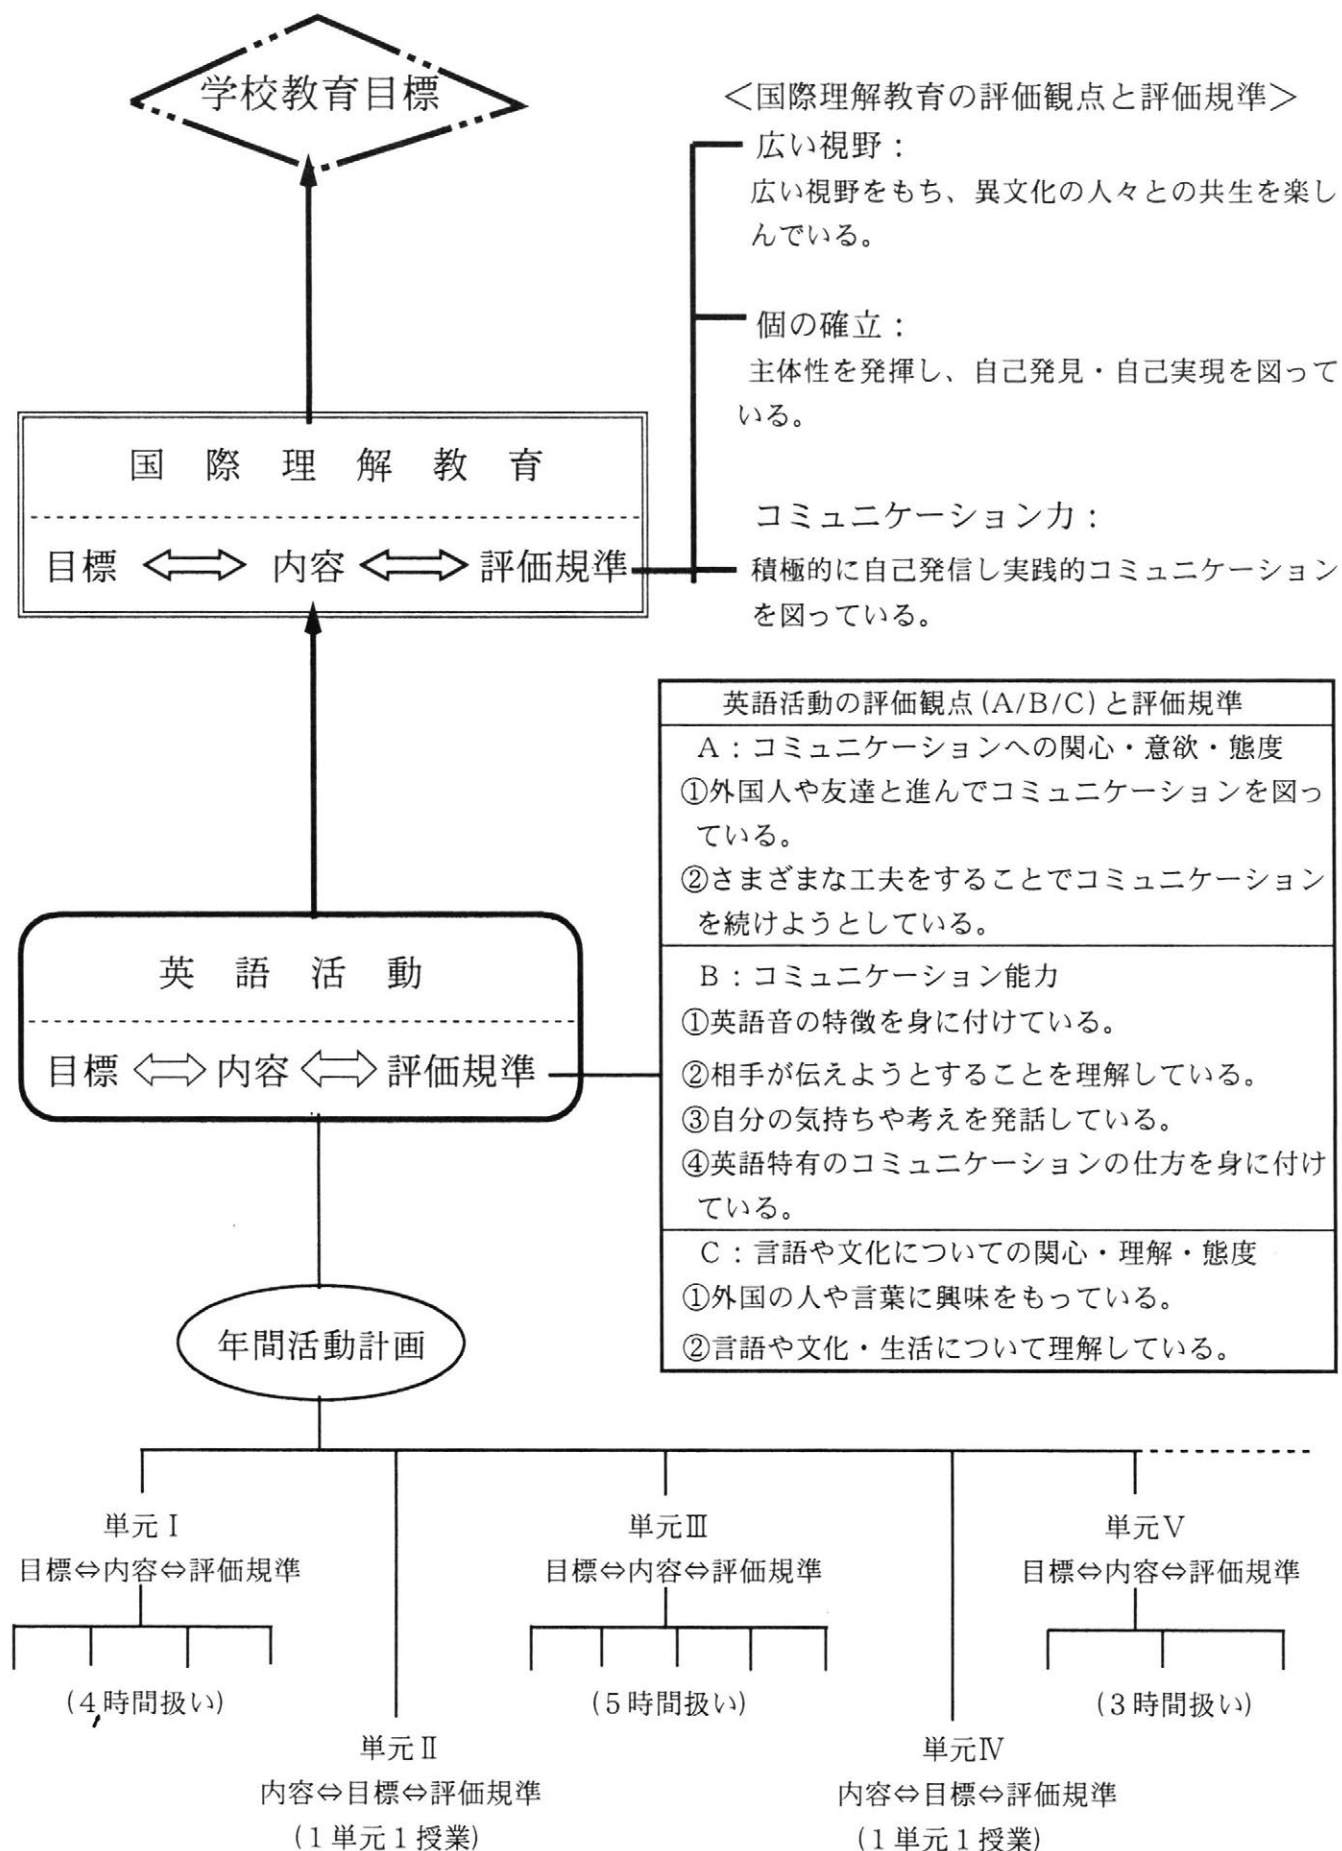 学校教育目標
＜国際理解教育の評価観点と評価規準＞
広い視野：
広い視野をもち、異文化の人々との共生を楽し
んでいる。
個の確立：
主体性を発揮し、自己発見・自己実現を図って
いる。
コミュニケーション力：
積極的に自己発信し実践的コミュニケーション
を図っている。
国際理解教育
目標 ⇔ 内容 ⇔ 評価規準
英語活動の評価観点(A/B/C)と評価規準
A：コミュニケーションへの関心・意欲・態度
①外国人や友達と進んでコミュニケーションを図っ
ている。
②さまざまな工夫をすることでコミュニケーション
を続けようとしている。
B：コミュニケーション能力
①英語音の特徴を身に付けている。
②相手が伝えようとすることを理解している。
③自分の気持ちや考えを発話している。
④英語特有のコミュニケーションの仕方を身に付け
ている。
C：言語や文化についての関心・理解・態度
①外国の人や言葉に興味をもっている。
②言語や文化・生活について理解している。
英語活動
目標 ⇔ 内容 ⇔ 評価規準
年間活動計画
単元Ⅰ
目標⇔内容⇔評価規準
(4時間扱い)
単元Ⅱ
内容⇔目標⇔評価規準
(1単元1授業)
単元Ⅲ
目標⇔内容⇔評価規準
(5時間扱い)
単元Ⅳ
内容⇔目標⇔評価規準
(1単元1授業)
単元Ⅴ
目標⇔内容⇔評価規準
(3時間扱い)